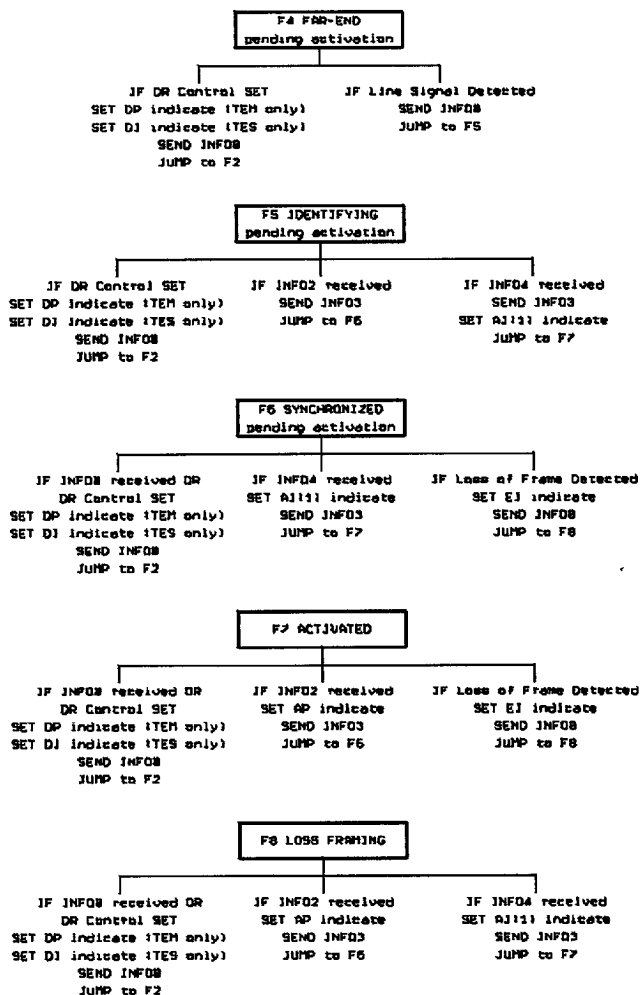 F4 FAR-END
pending activation
IF DR Control SET
SET DP indicate (TEM only)
SET DI indicate (TES only)
SEND INFO0
JUMP to F2
IF Line Signal Detected
SEND INFO0
JUMP to F5
F5 IDENTIFYING
pending activation
IF DR Control SET
SET DP indicate (TEM only)
SET DI indicate (TES only)
SEND INFO0
JUMP to F2
IF INFO2 received
SEND INFO3
JUMP to F6
IF INFO4 received
SEND INFO3
SET AI(1) indicate
JUMP to F7
F6 SYNCHRONIZED
pending activation
IF INFO0 received OR
DR Control SET
SET DP indicate (TEM only)
SET DI indicate (TES only)
SEND INFO0
JUMP to F2
IF INFO4 received
SET AI(1) indicate
SEND INFO3
JUMP to F7
IF Loss of Frame Detected
SET EI indicate
SEND INFO0
JUMP to F8
F7 ACTIVATED
IF INFO0 received OR
DR Control SET
SET DP indicate (TEM only)
SET DI indicate (TES only)
SEND INFO0
JUMP to F2
IF INFO2 received
SET AP indicate
SEND INFO3
JUMP to F6
IF Loss of Frame Detected
SET EI indicate
SEND INFO0
JUMP to F8
F8 LOSS FRAMING
IF INFO0 received OR
DR Control SET
SET DP indicate (TEM only)
SET DI indicate (TES only)
SEND INFO0
JUMP to F2
IF INFO2 received
SET AP indicate
SEND INFO3
JUMP to F6
IF INFO4 received
SET AI(1) indicate
SEND INFO3
JUMP to F7